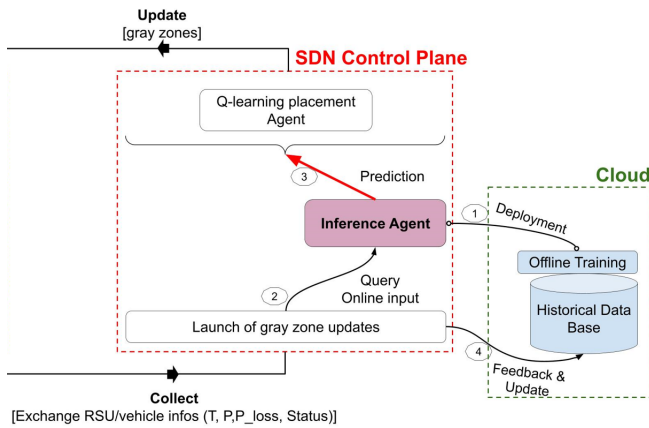 Update
[gray zones]
SDN Control Plane
Q-learning placement
Agent
3
Prediction
Cloud
Inference Agent
1
Deployment
Offline Training
2
Query
Online input
Historical Data
Base
Launch of gray zone updates
4
Feedback &
Update
Collect
[Exchange RSU/vehicle infos (T, P,P_loss, Status)]